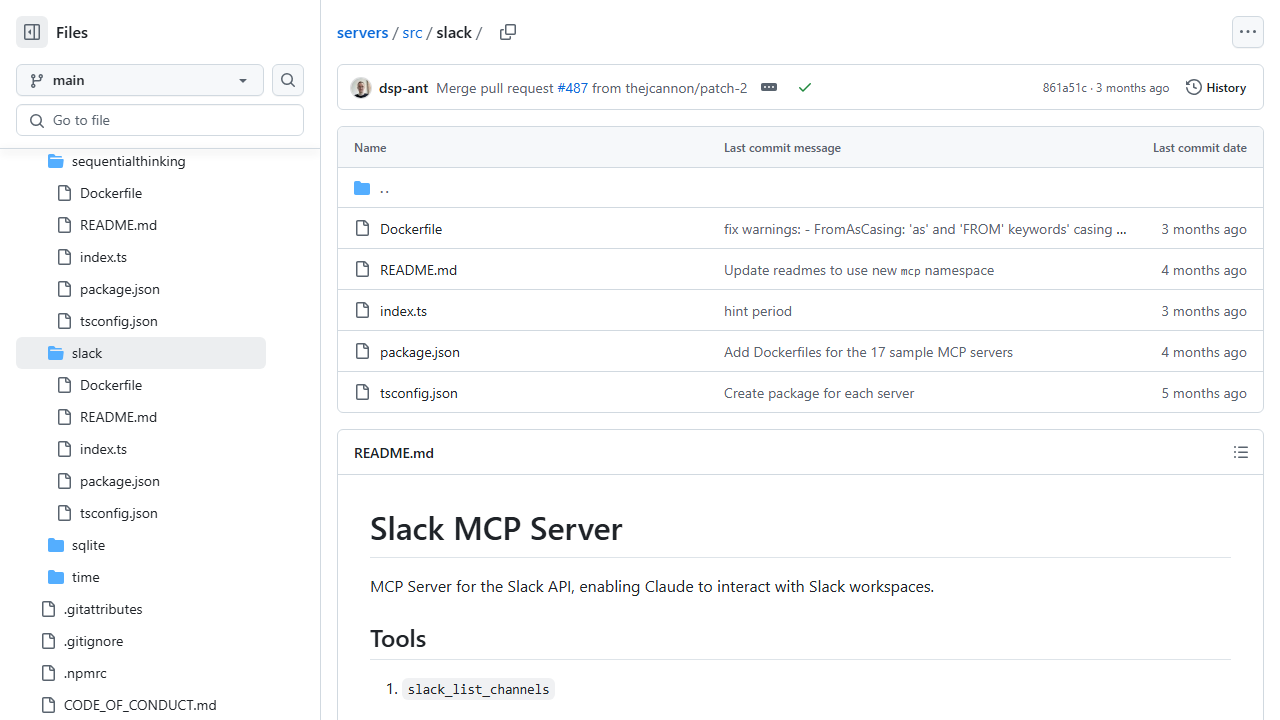 Files
main
Go to file
sequentialthinking
Dockerfile
README.md
index.ts
package.json
tsconfig.json
slack
Dockerfile
README.md
index.ts
package.json
tsconfig.json
sqlite
time
.gitattributes
.gitignore
.npmrc
CODE_OF_CONDUCT.md
servers / src / slack /
dsp-ant Merge pull request #487 from thejcannon/patch-2 861a51c · 3 months ago History
Name Last commit message Last commit date
..
Dockerfile fix warnings: - FromAsCasing: 'as' and 'FROM' keywords' casing ... 3 months ago
README.md Update readmes to use new mcp namespace 4 months ago
index.ts hint period 3 months ago
package.json Add Dockerfiles for the 17 sample MCP servers 4 months ago
tsconfig.json Create package for each server 5 months ago
README.md
Slack MCP Server
MCP Server for the Slack API, enabling Claude to interact with Slack workspaces.
Tools
1. slack_list_channels